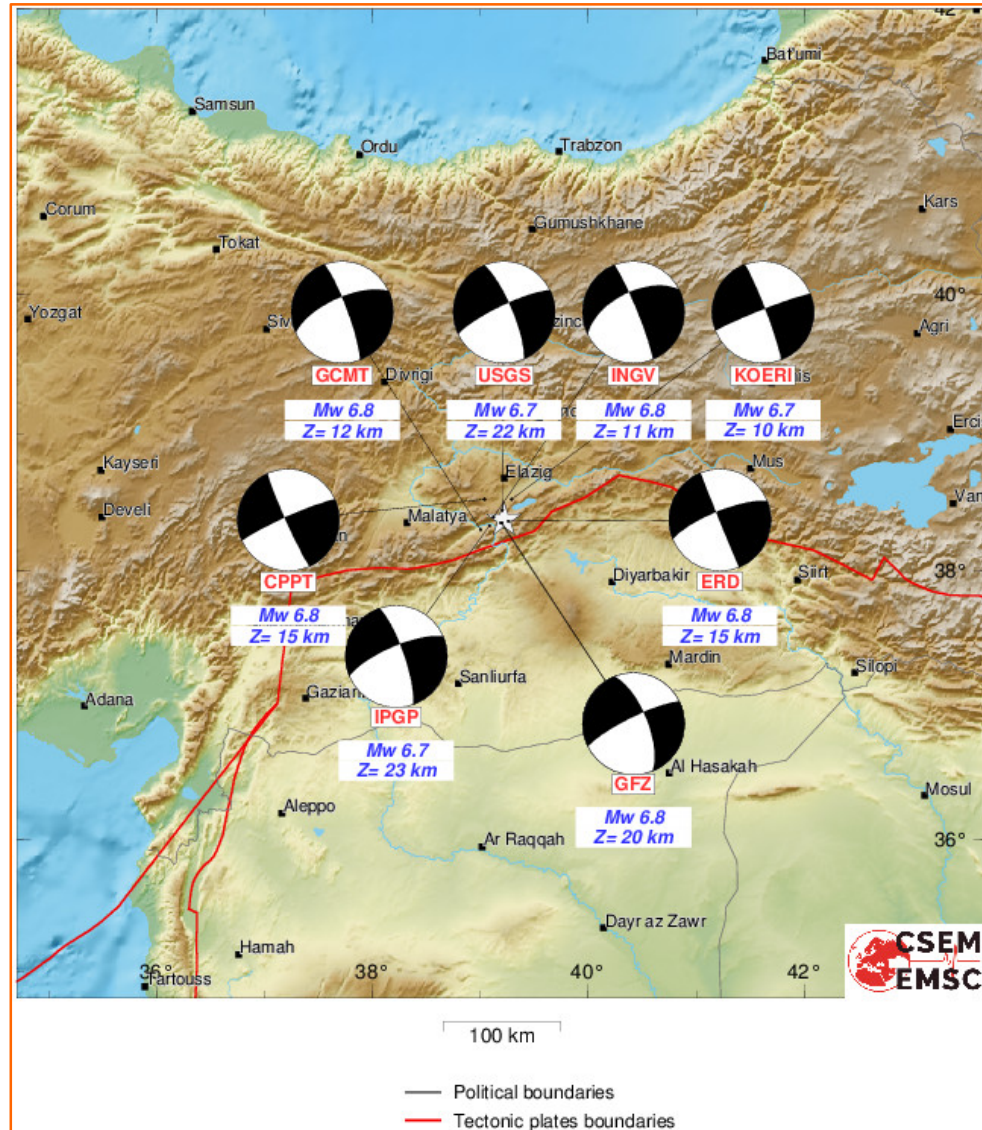 42°
Bat'umi
Samsun
Ordu
Trabzon
Corum
Kars
Gumushkhane
Tokat
40°
Yozgat
Agri
GCMT
USGS
INGV
KOERI
Divrigi
Mw 6.8
Z= 12 km
Mw 6.7
Z= 22 km
Mw 6.8
Z= 11 km
Mw 6.7
Z= 10 km
Kayseri
Elazig
Mus
Develi
Malatya
CPPT
ERD
Diyarbakir
Siirt
38°
Mw 6.8
Z= 15 km
Mw 6.8
Z= 15 km
Mardin
Silopi
Adana
Sanliurfa
IPGP
Mw 6.7
Z= 23 km
GFZ
Al Hasakah
Mosul
Mw 6.8
Z= 20 km
Aleppo
Ar Raqqah
36°
Dayr az Zawr
Hamah
CSEM
EMSC
36°
38°
40°
42°
Tartouss
100 km
Political boundaries
Tectonic plates boundaries